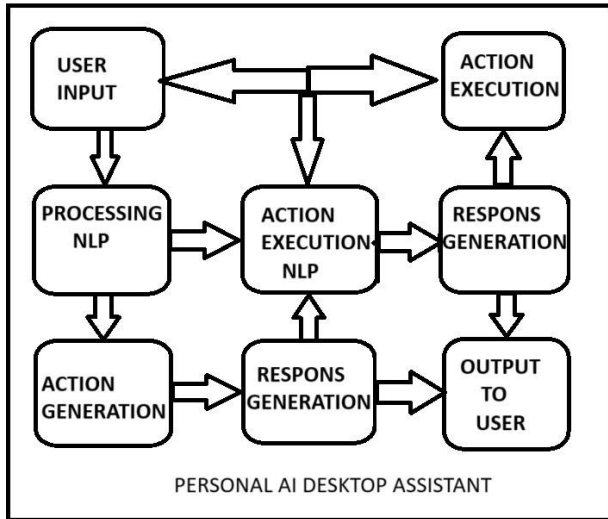 USER
INPUT
ACTION
EXECUTION
PROCESSING
NLP
ACTION
EXECUTION
NLP
RESPONS
GENERATION
ACTION
GENERATION
RESPONS
GENERATION
OUTPUT
TO
USER
PERSONAL AI DESKTOP ASSISTANT